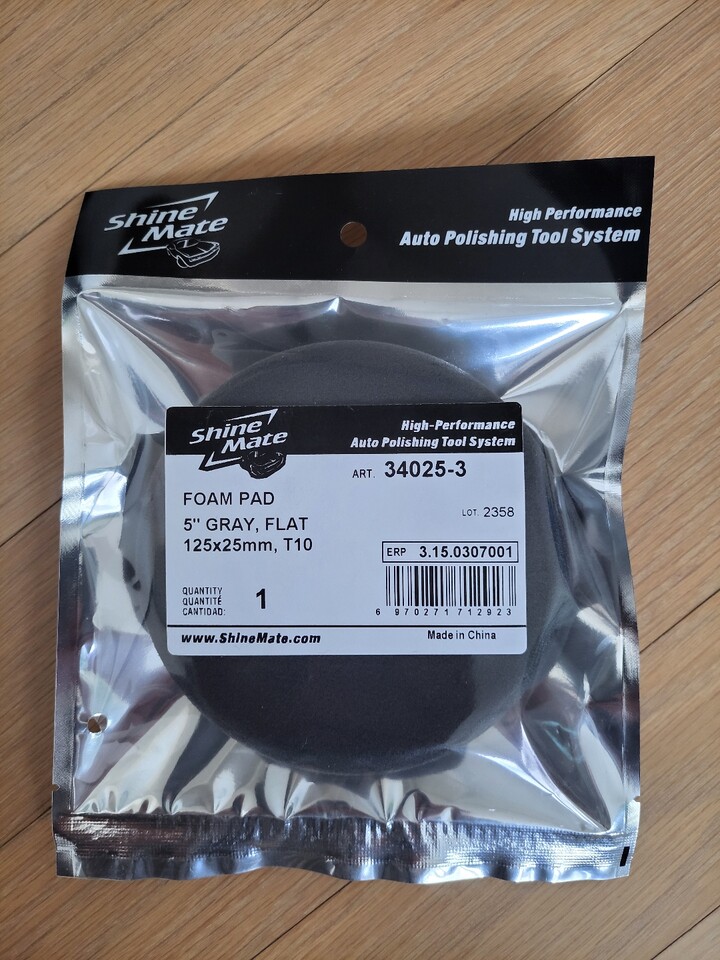 Shine Mate
High Performance
Auto Polishing Tool System
Shine Mate
High-Performance
Auto Polishing Tool System
ART. 34025-3
FOAM PAD
5" GRAY, FLAT
125x25mm, T10
LOT. 2358
ERP 3.15.0307001
QUANTITY
QUANTITÉ
CANTIDAD:
1
6 970271 712923
www.ShineMate.com
Made in China